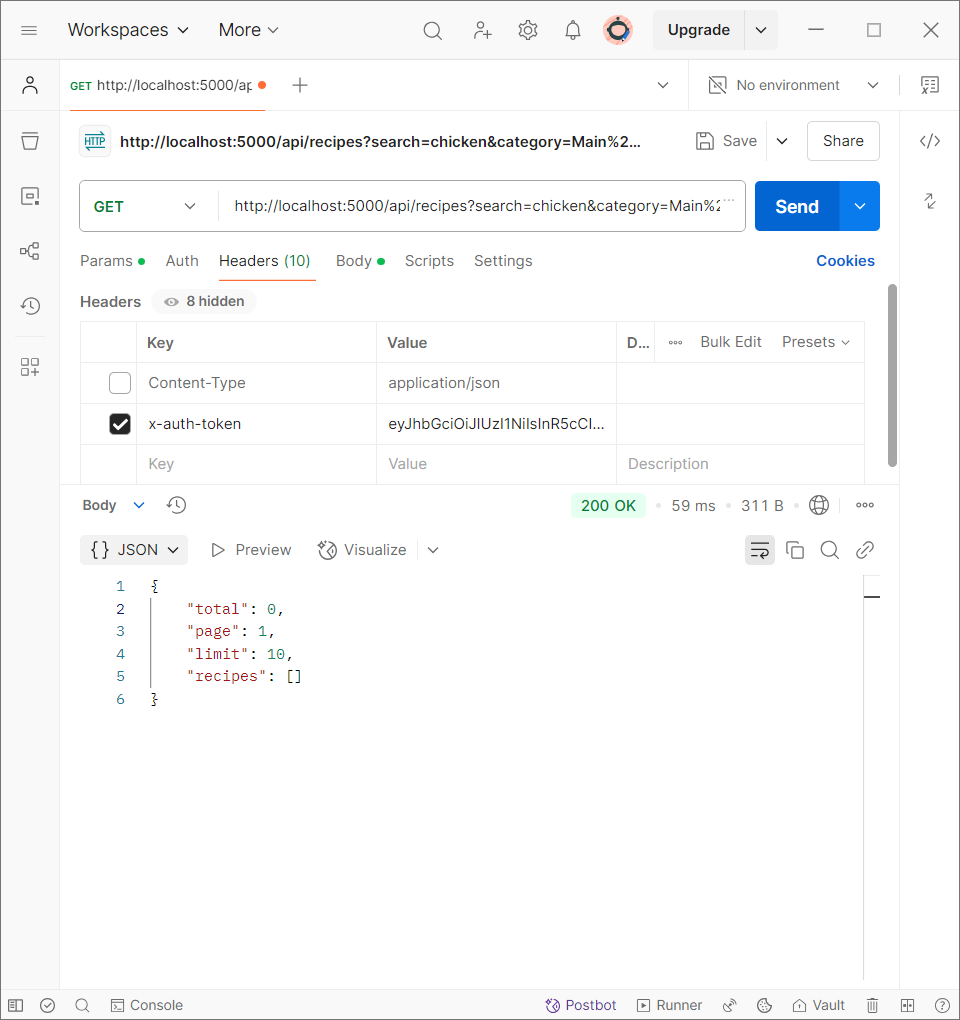 Workspaces More Upgrade
GET http://localhost:5000/ap No environment
HTTP http://localhost:5000/api/recipes?search=chicken&category=Main%2... Save Share
GET http://localhost:5000/api/recipes?search=chicken&category=Main%2 ... Send
Params Auth Headers (10) Body Scripts Settings Cookies
Headers 8 hidden
Key Value D... Bulk Edit Presets
Content-Type application/json
x-auth-token eyJhbGciOiJIUzI1NiIsInR5cCI...
Key Value Description
Body 200 OK 59 ms 311 B
{} JSON Preview Visualize
1 {
2 "total": 0,
3 "page": 1,
4 "limit": 10,
5 "recipes": []
6 }
Console Postbot Runner Vault